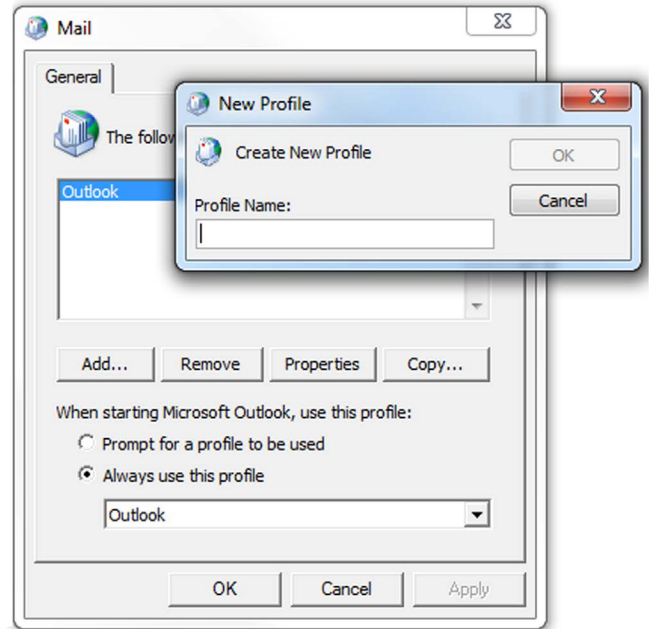 Mail
General
The follow
Outlook
New Profile
Create New Profile
OK
Cancel
Profile Name:
Add...
Remove
Properties
Copy...
When starting Microsoft Outlook, use this profile:
Prompt for a profile to be used
Always use this profile
Outlook
OK
Cancel
Apply